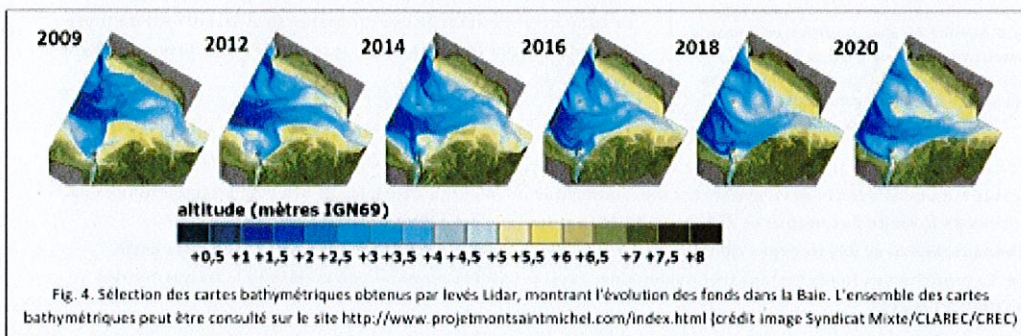 2009 2012 2014 2016 2018 2020
altitude (mètres IGN69)
+0,5 +1 +1,5 +2 +2,5 +3 +3,5 +4 +4,5 +5 +5,5 +6 +6,5 +7 +7,5 +8
Fig. 4. Sélection des cartes bathymétriques obtenus par levés Lidar, montrant l'évolution des fonds dans la Baie. L'ensemble des cartes
bathymétriques peut être consulté sur le site http://www.projetmontsaintmichel.com/index.html (crédit image Syndicat Mixte/CLAREC/CREC)